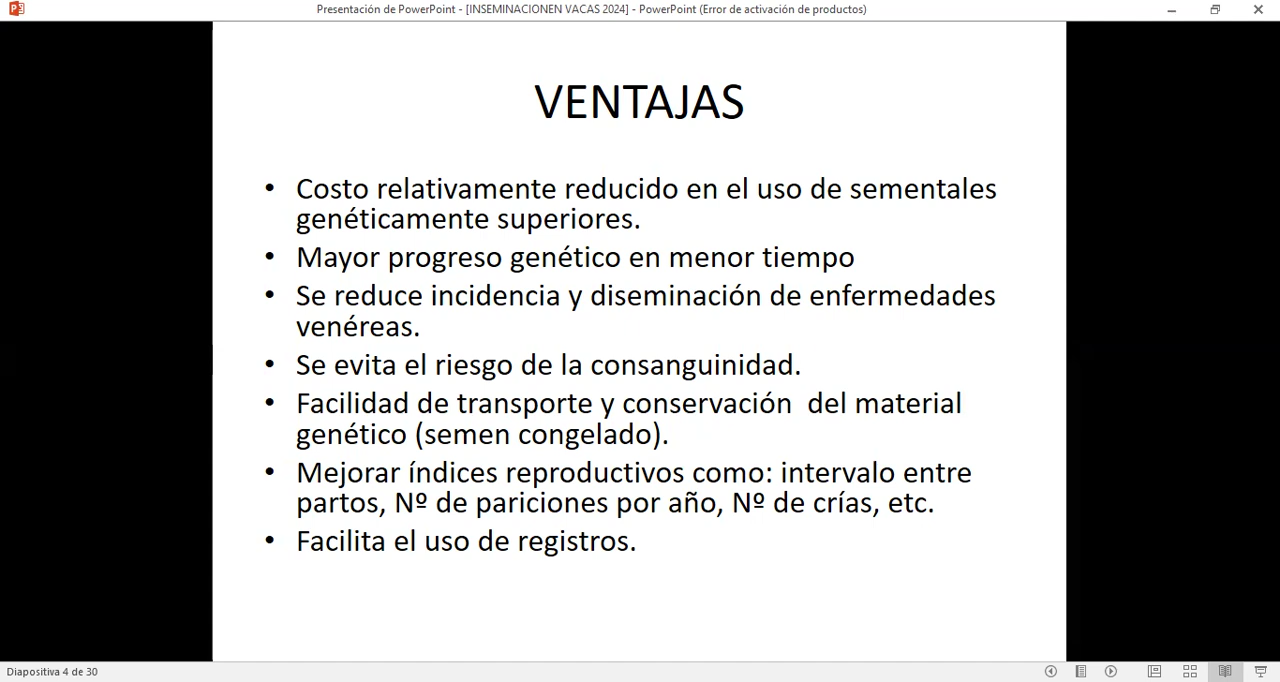 Presentación de PowerPoint - [INSEMINACIONEN VACAS 2024] - PowerPoint (Error de activación de productos)
VENTAJAS
• Costo relativamente reducido en el uso de sementales
genéticamente superiores.
• Mayor progreso genético en menor tiempo
• Se reduce incidencia y diseminación de enfermedades
venéreas.
• Se evita el riesgo de la consanguinidad.
• Facilidad de transporte y conservación  del material
genético (semen congelado).
• Mejorar índices reproductivos como: intervalo entre
partos, Nº de pariciones por año, Nº de crías, etc.
• Facilita el uso de registros.
Diapositiva 4 de 30